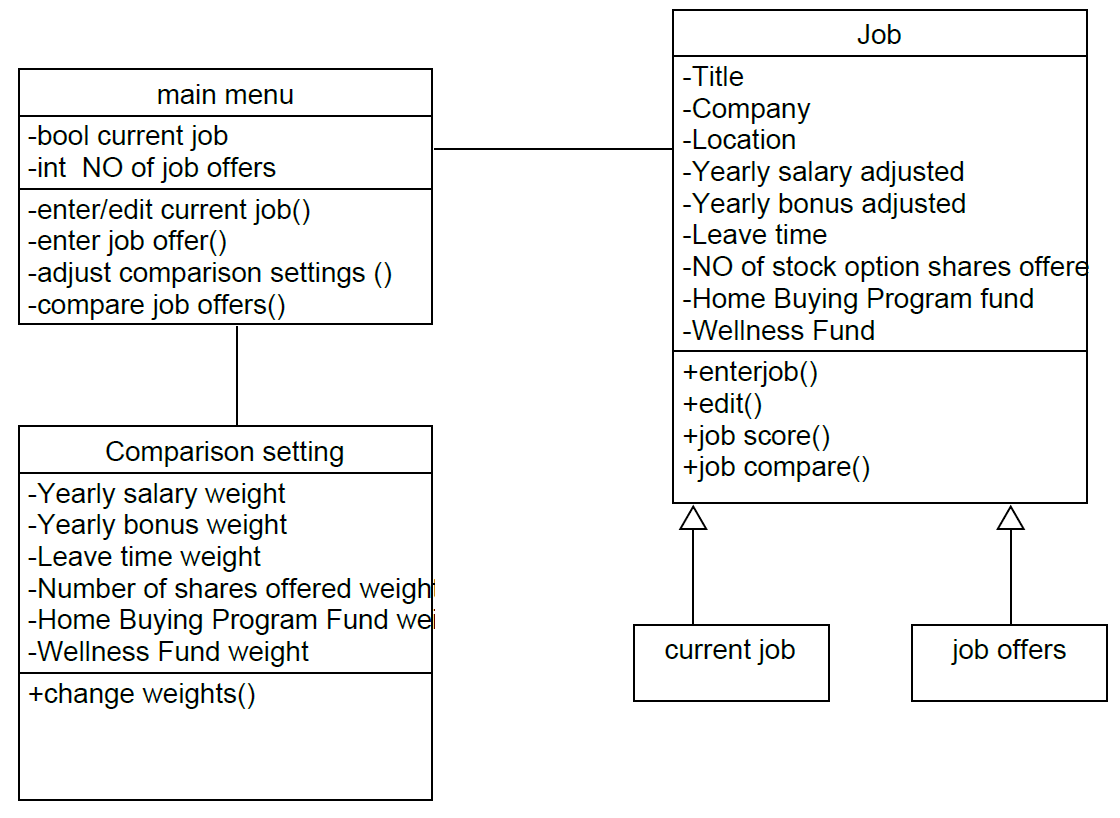 main menu
-bool current job
-int  NO of job offers
-enter/edit current job()
-enter job offer()
-adjust comparison settings ()
-compare job offers()
Job
-Title
-Company
-Location
-Yearly salary adjusted
-Yearly bonus adjusted
-Leave time
-NO of stock option shares offere
-Home Buying Program fund
-Wellness Fund
+enterjob()
+edit()
+job score()
+job compare()
Comparison setting
-Yearly salary weight
-Yearly bonus weight
-Leave time weight
-Number of shares offered weight
-Home Buying Program Fund wei
-Wellness Fund weight
+change weights()
current job
job offers